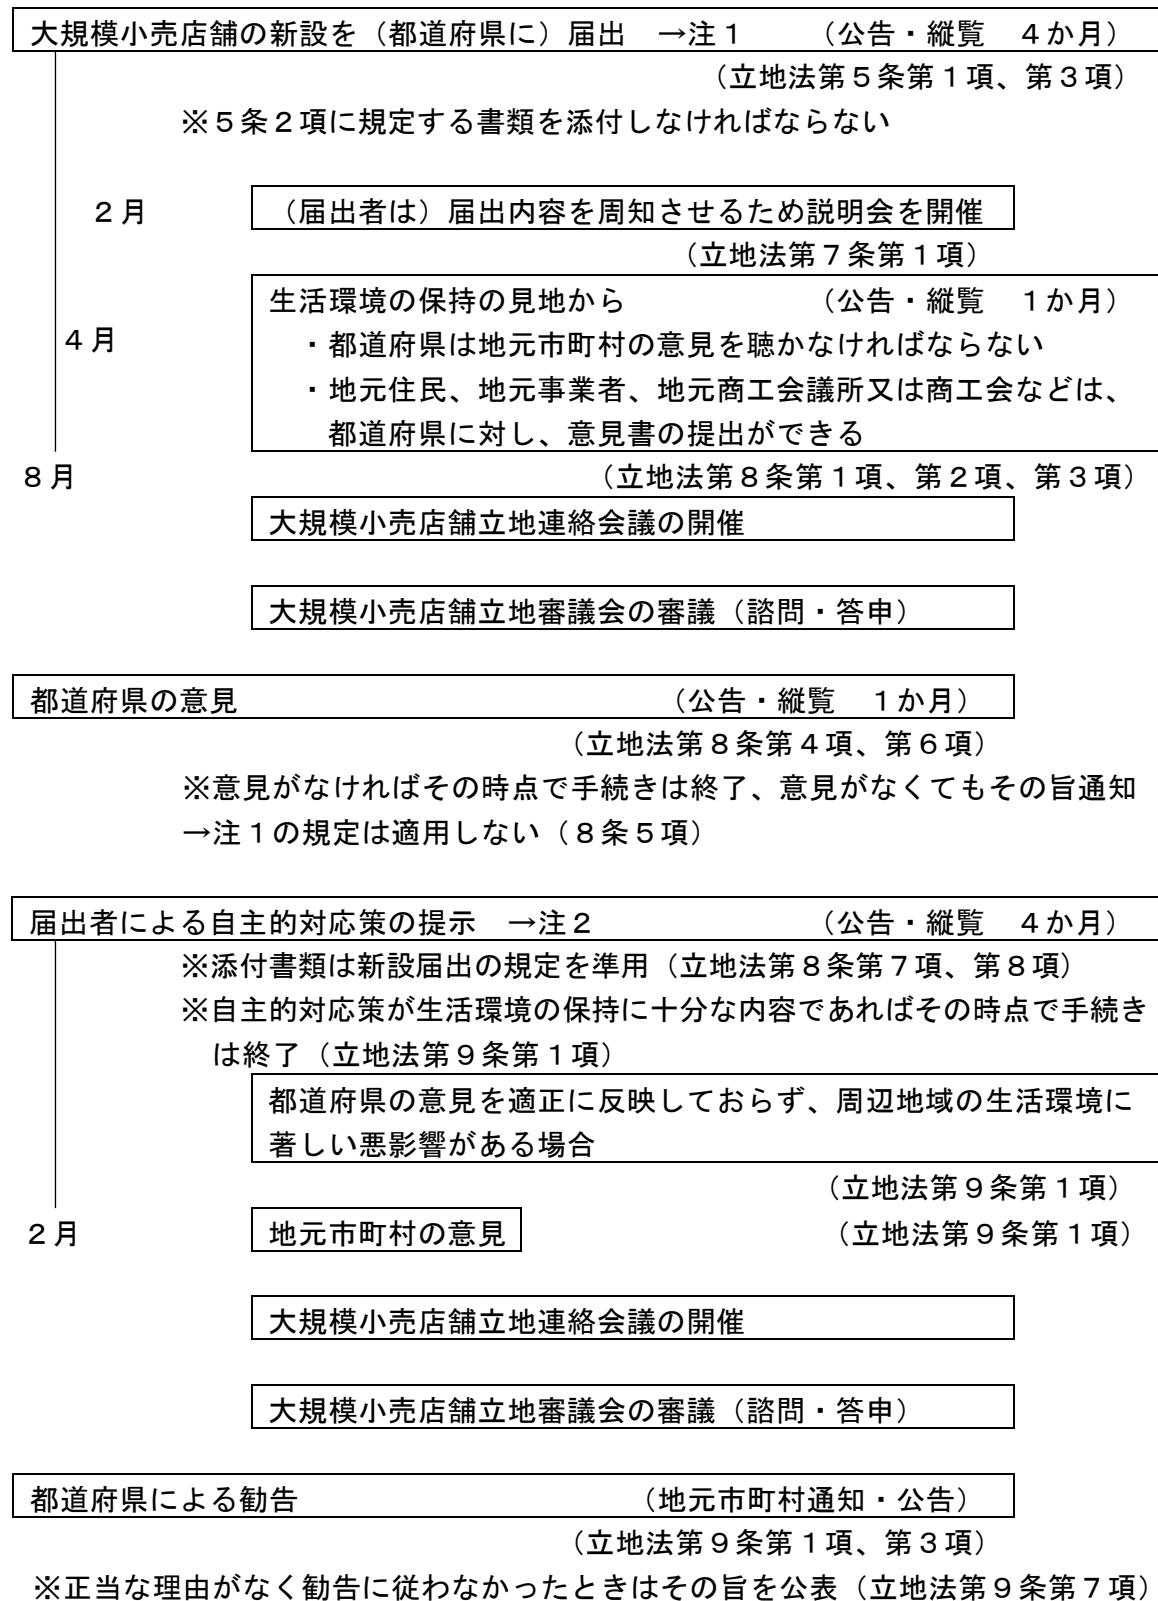 大規模小売店舗の新設を（都道府県に）届出　→注１　　（公告・縦覧　４か月）
（立地法第５条第１項、第３項）
※５条２項に規定する書類を添付しなければならない
２月　（届出者は）届出内容を周知させるため説明会を開催
（立地法第７条第１項）
生活環境の保持の見地から　　（公告・縦覧　１か月）
４月　・都道府県は地元市町村の意見を聴かなければならない
・地元住民、地元事業者、地元商工会議所又は商工会などは、
都道府県に対し、意見書の提出ができる
８月　（立地法第８条第１項、第２項、第３項）
大規模小売店舗立地連絡会議の開催
大規模小売店舗立地審議会の審議（諮問・答申）
都道府県の意見　　（公告・縦覧　１か月）
（立地法第８条第４項、第６項）
※意見がなければその時点で手続きは終了、意見がなくてもその旨通知
→注１の規定は適用しない（８条５項）
届出者による自主的対応策の提示　→注２　　（公告・縦覧　４か月）
※添付書類は新設届出の規定を準用（立地法第８条第７項、第８項）
※自主的対応策が生活環境の保持に十分な内容であればその時点で手続き
は終了（立地法第９条第１項）
都道府県の意見を適正に反映しておらず、周辺地域の生活環境に
著しい悪影響がある場合
（立地法第９条第１項）
２月　地元市町村の意見　　（立地法第９条第１項）
大規模小売店舗立地連絡会議の開催
大規模小売店舗立地審議会の審議（諮問・答申）
都道府県による勧告　　（地元市町村通知・公告）
（立地法第９条第１項、第３項）
※正当な理由がなく勧告に従わなかったときはその旨を公表（立地法第９条第７項）